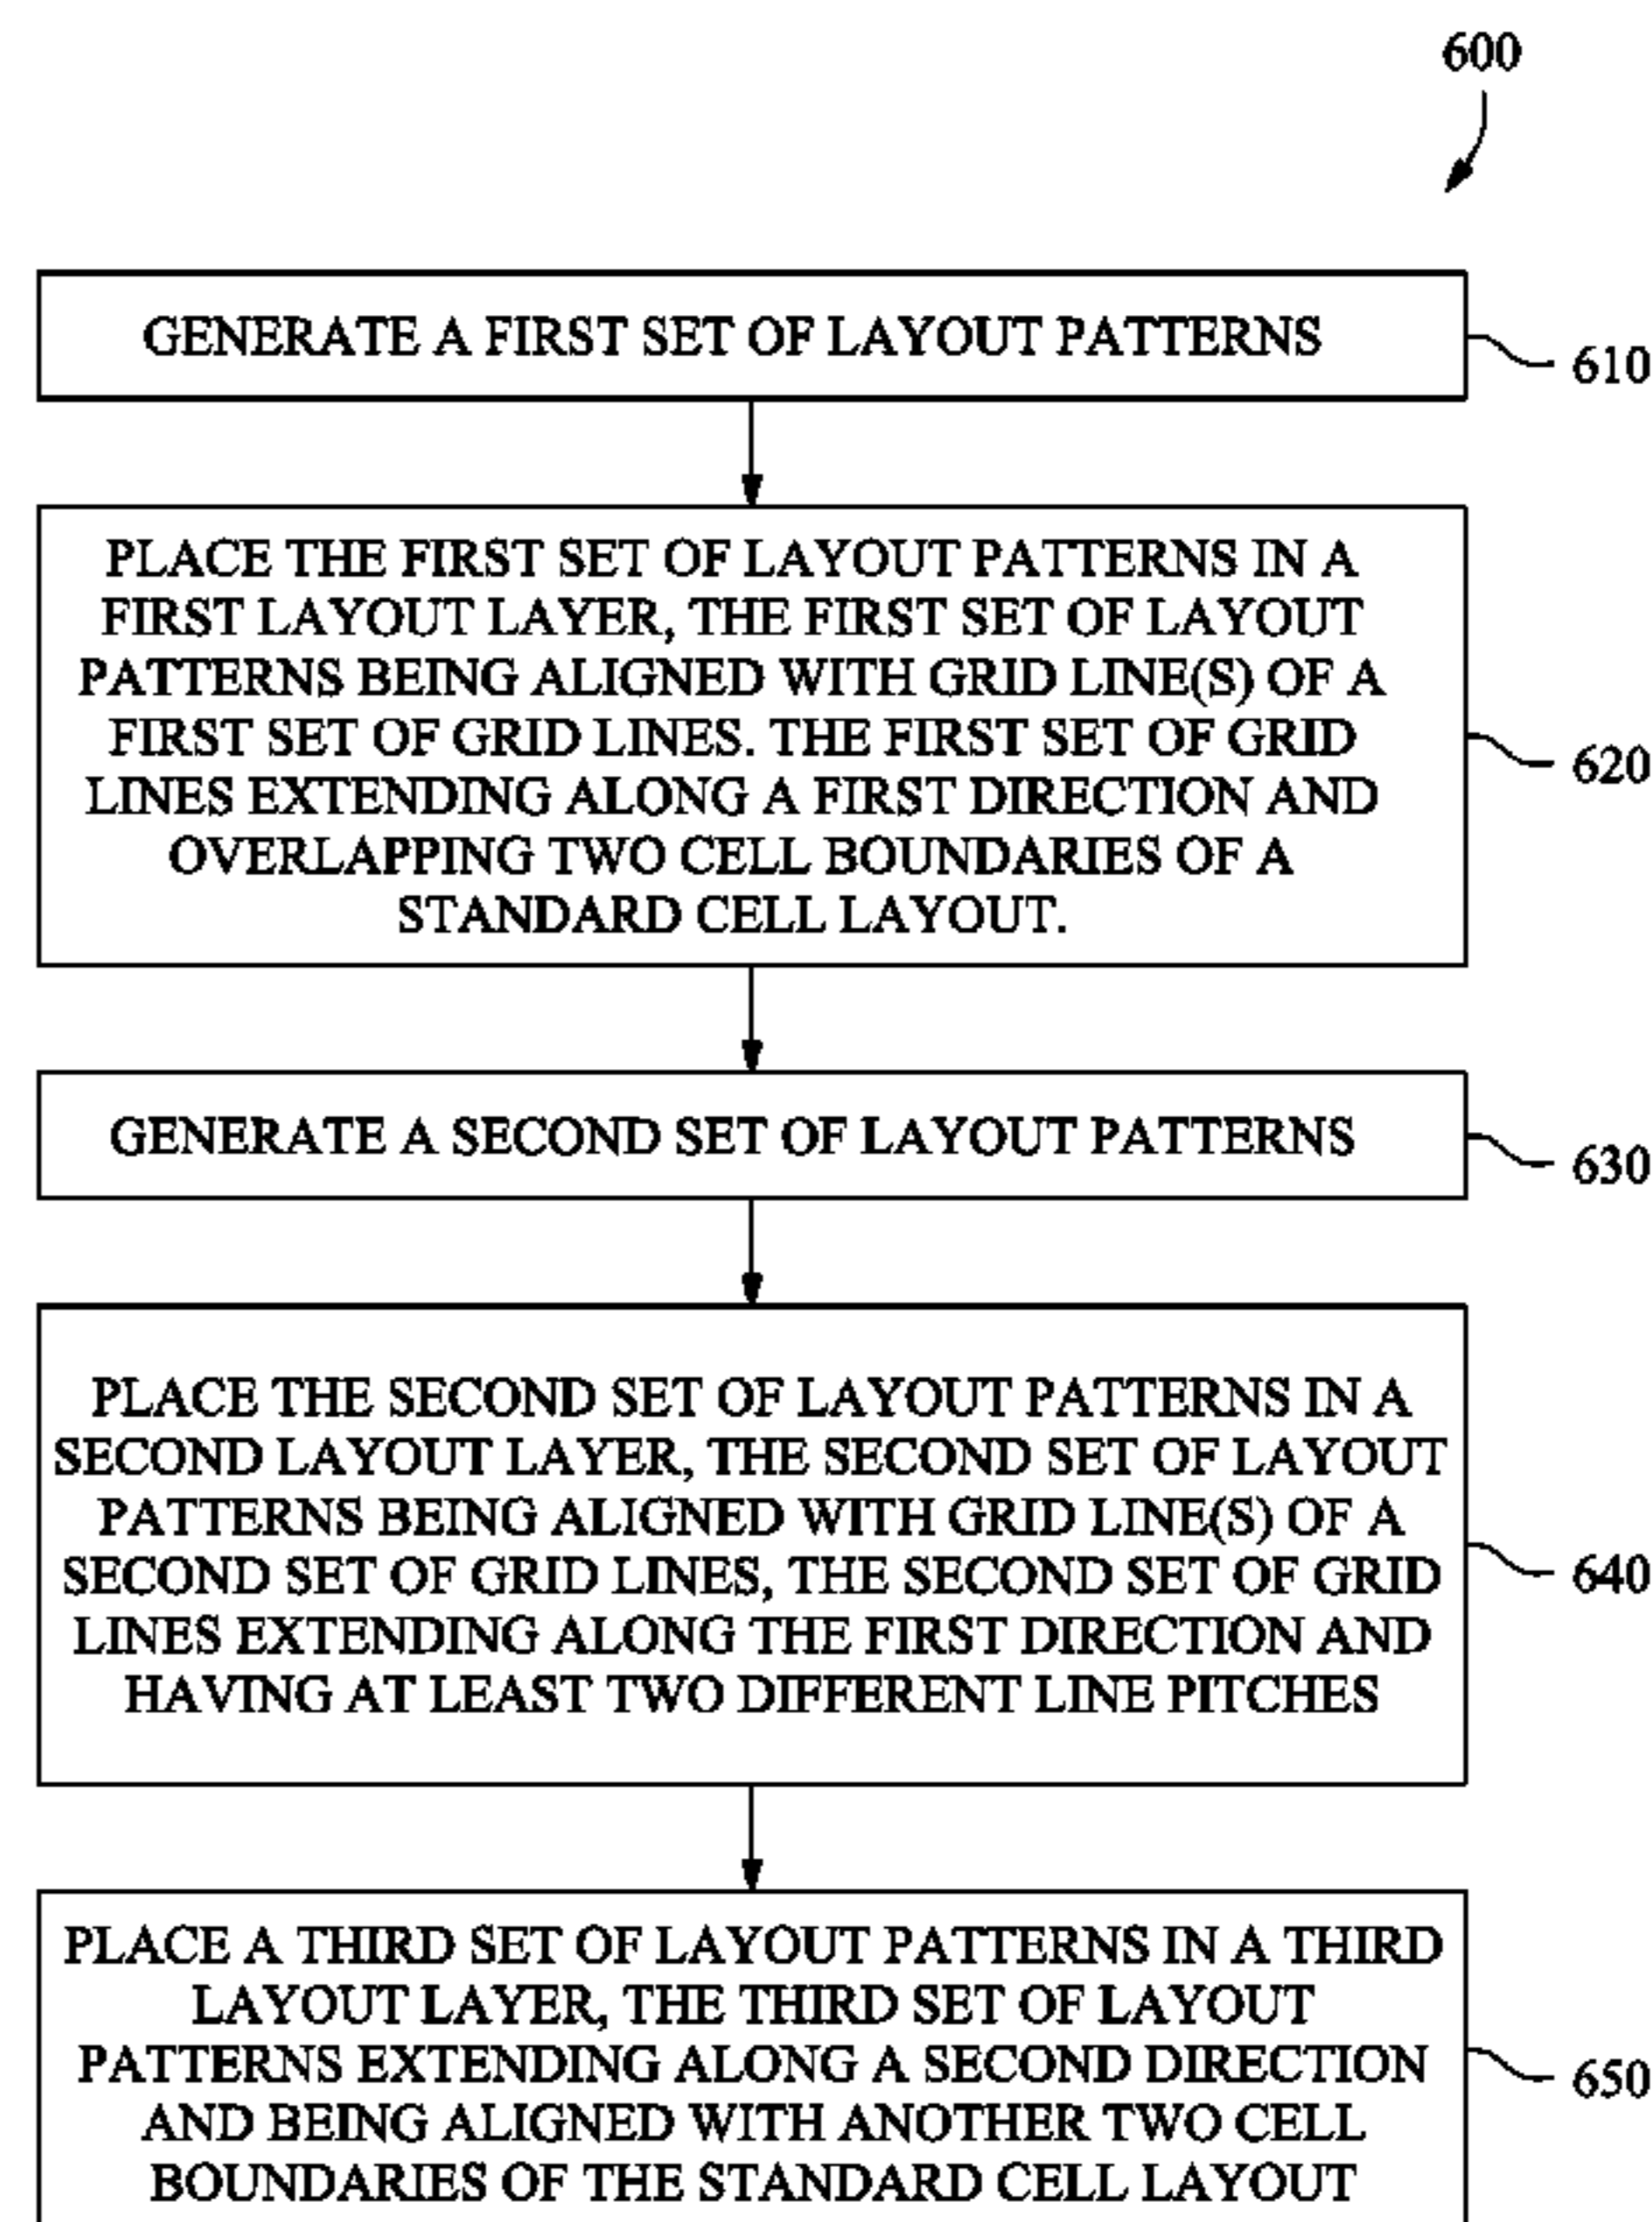 600
GENERATE A FIRST SET OF LAYOUT PATTERNS
610
PLACE THE FIRST SET OF LAYOUT PATTERNS IN A
FIRST LAYOUT LAYER, THE FIRST SET OF LAYOUT
PATTERNS BEING ALIGNED WITH GRID LINE(S) OF A
FIRST SET OF GRID LINES. THE FIRST SET OF GRID
LINES EXTENDING ALONG A FIRST DIRECTION AND
OVERLAPPING TWO CELL BOUNDARIES OF A
STANDARD CELL LAYOUT.
620
GENERATE A SECOND SET OF LAYOUT PATTERNS
630
PLACE THE SECOND SET OF LAYOUT PATTERNS IN A
SECOND LAYOUT LAYER, THE SECOND SET OF LAYOUT
PATTERNS BEING ALIGNED WITH GRID LINE(S) OF A
SECOND SET OF GRID LINES, THE SECOND SET OF GRID
LINES EXTENDING ALONG THE FIRST DIRECTION AND
HAVING AT LEAST TWO DIFFERENT LINE PITCHES
640
PLACE A THIRD SET OF LAYOUT PATTERNS IN A THIRD
LAYOUT LAYER, THE THIRD SET OF LAYOUT
PATTERNS EXTENDING ALONG A SECOND DIRECTION
AND BEING ALIGNED WITH ANOTHER TWO CELL
BOUNDARIES OF THE STANDARD CELL LAYOUT
650